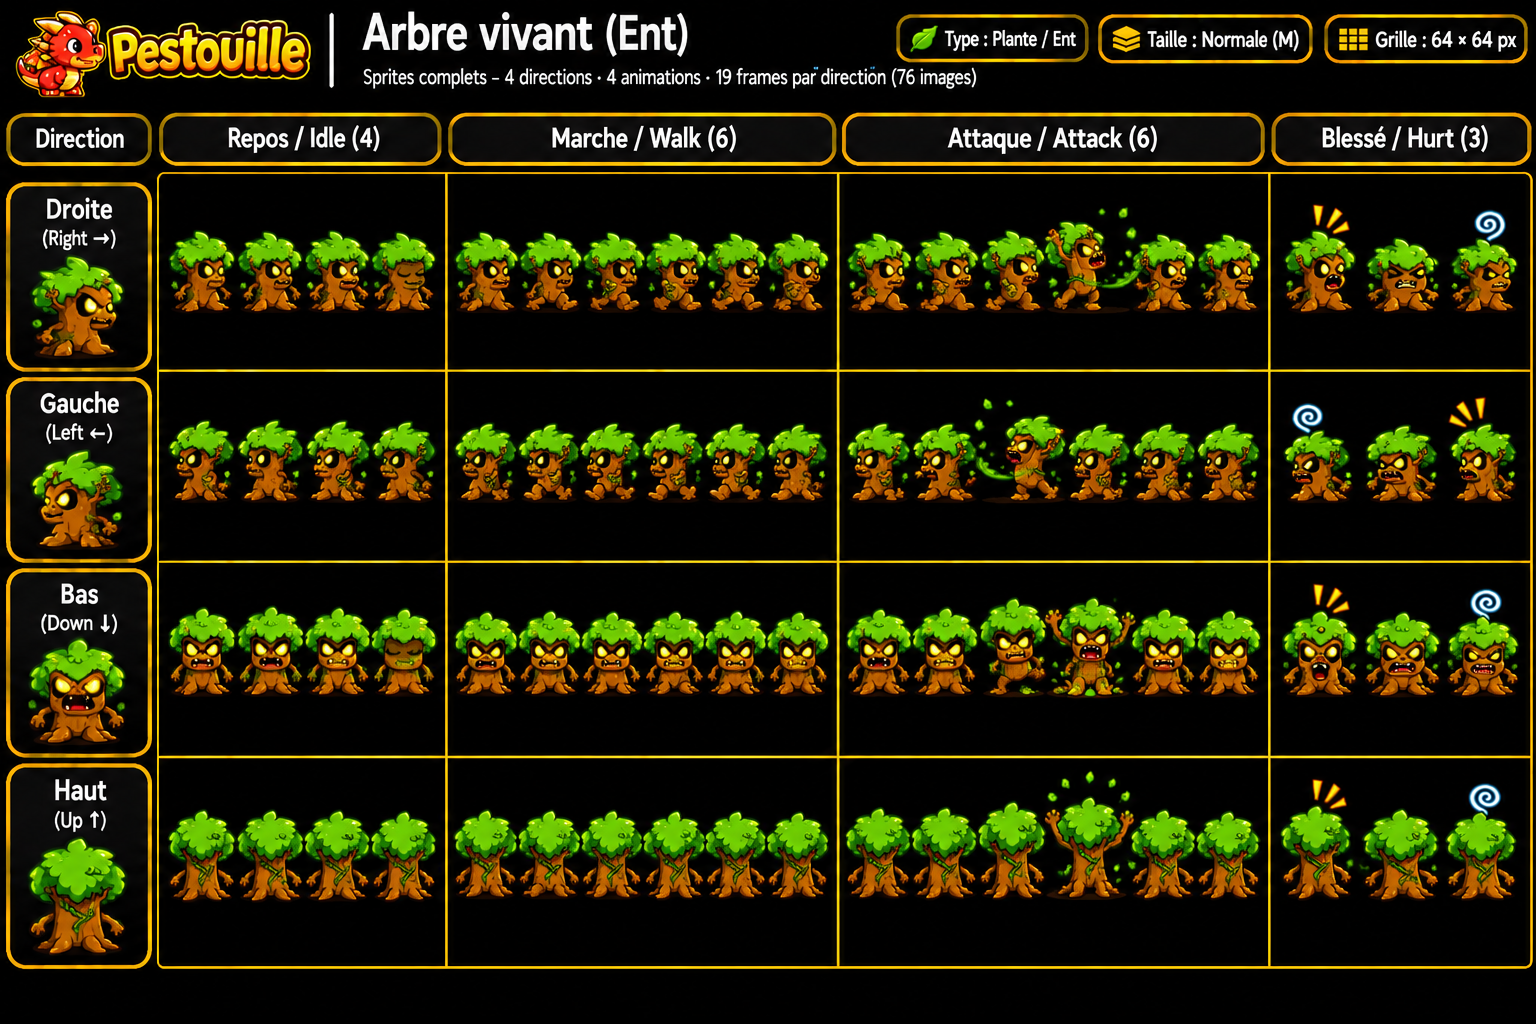 Pestouille
Arbre vivant (Ent)
Sprites complets – 4 directions · 4 animations · 19 frames par direction (76 images)
Type : Plante / Ent
Taille : Normale (M)
Grille : 64 × 64 px
Direction
Repos / Idle (4)
Marche / Walk (6)
Attaque / Attack (6)
Blessé / Hurt (3)
Droite
(Right →)
Gauche
(Left ←)
Bas
(Down ↓)
Haut
(Up ↑)